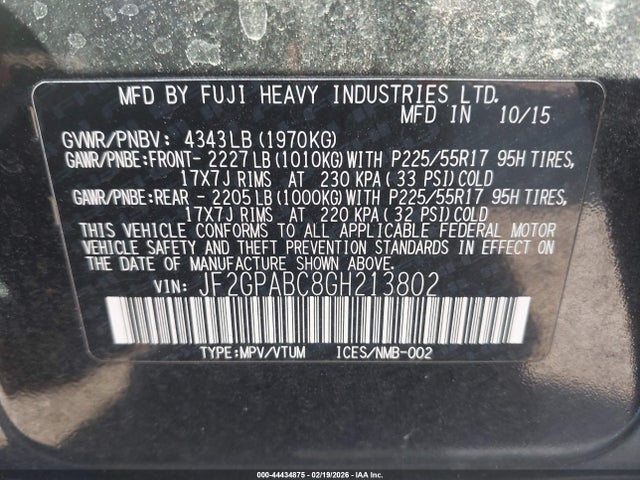 MFD BY FUJI HEAVY INDUSTRIES LTD.
MFD IN 10/15
GVWR/PNBV: 4343LB (1970KG)
GAWR/PNBE:FRONT- 2227LB (1010KG) WITH P225/55R17 95H TIRES,
17X7J RIMS AT 230 KPA (33 PSI) COLD
GAWR/PNBE:REAR - 2205LB (1000KG) WITH P225/55R17 95H TIRES,
17X7J RIMS AT 220 KPA (32 PSI) COLD
THIS VEHICLE CONFORMS TO ALL APPLICABLE FEDERAL MOTOR
VEHICLE SAFETY AND THEFT PREVENTION STANDARDS IN EFFECT ON
THE DATE OF MANUFACTURE SHOWN ABOVE.
VIN: JF2GPABC8GH213802
TYPE:MPV/VTUM ICES/NMB-002
000-44434875 - 02/19/2026 - IAA Inc.